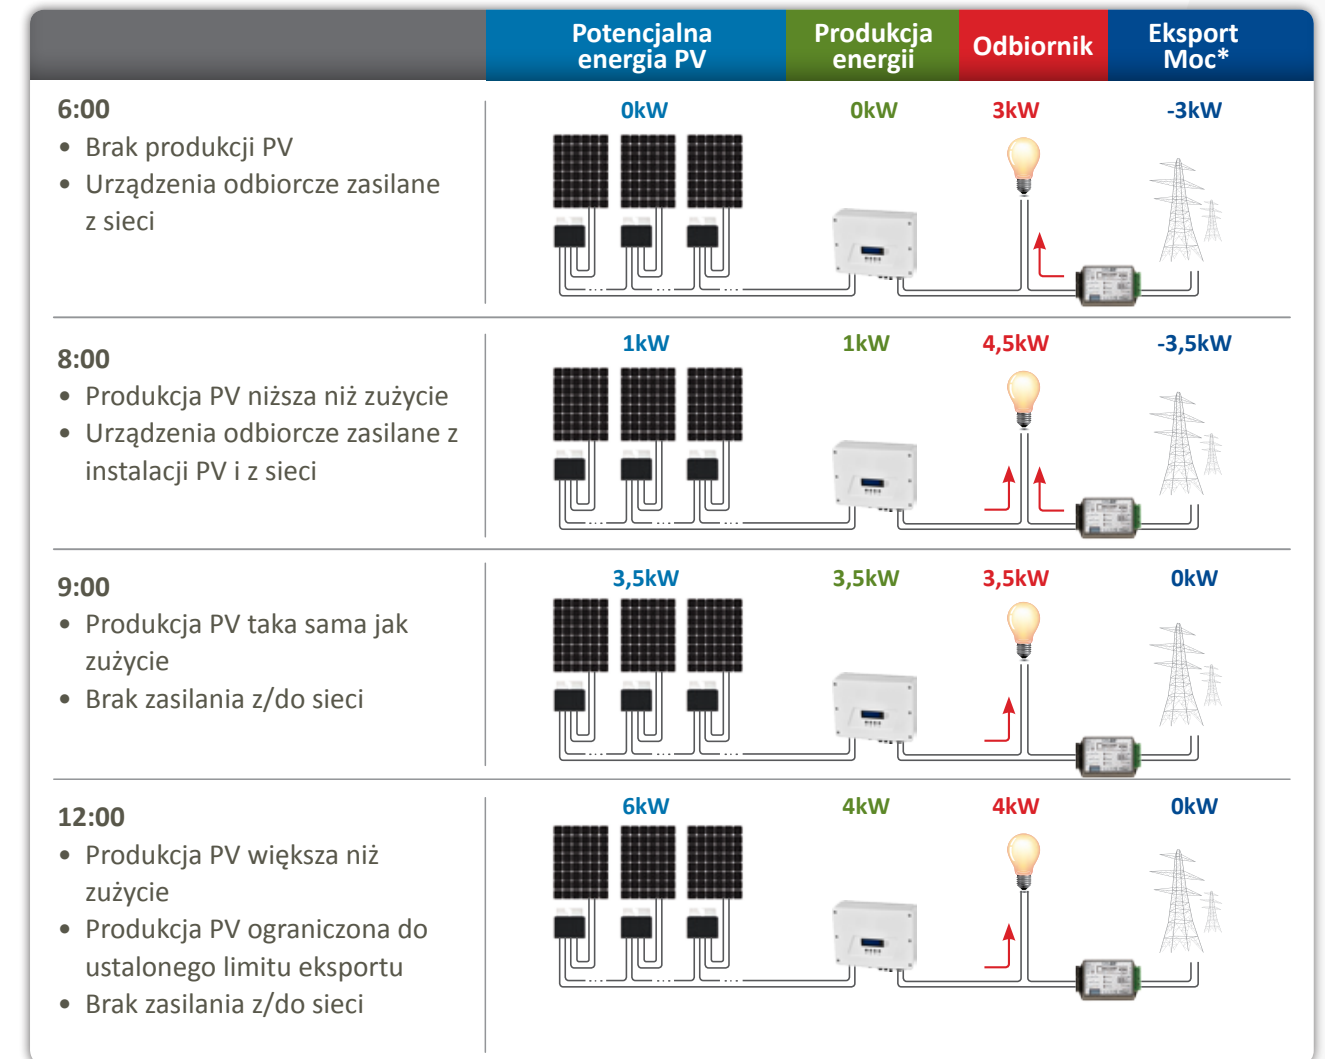 Potencjalna
energia PV
Produkcja
energii
Odbiornik
Eksport
Moc*
6:00
• Brak produkcji PV
• Urządzenia odbiorcze zasilane
z sieci
0kW
0kW
3kW
-3kW
8:00
• Produkcja PV niższa niż zużycie
• Urządzenia odbiorcze zasilane z
instalacji PV i z sieci
1kW
1kW
4,5kW
-3,5kW
9:00
• Produkcja PV taka sama jak
zużycie
• Brak zasilania z/do sieci
3,5kW
3,5kW
3,5kW
0kW
12:00
• Produkcja PV większa niż
zużycie
• Produkcja PV ograniczona do
ustalonego limitu eksportu
• Brak zasilania z/do sieci
6kW
4kW
4kW
0kW